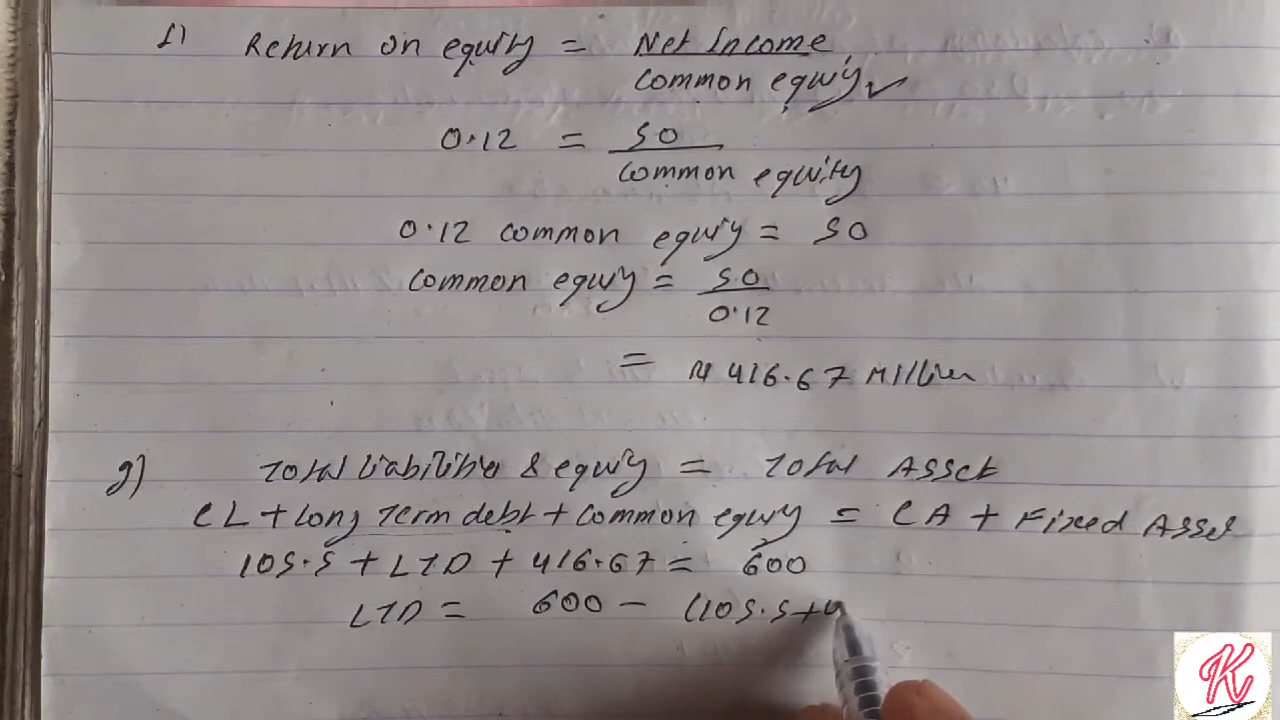 f) Return on equity = Net Income
Common equity ✓
0.12 = 50
Common equity
0.12 common equity = 50
Common equity = 50
0.12
= Rs 416.67 Million
g) Total Liabilities & equity = Total Asset
CL + Long Term debt + Common equity = CA + Fixed Asset
105.5 + LTD + 416.67 = 600
LTD = 600 - (105.5 + 4
K